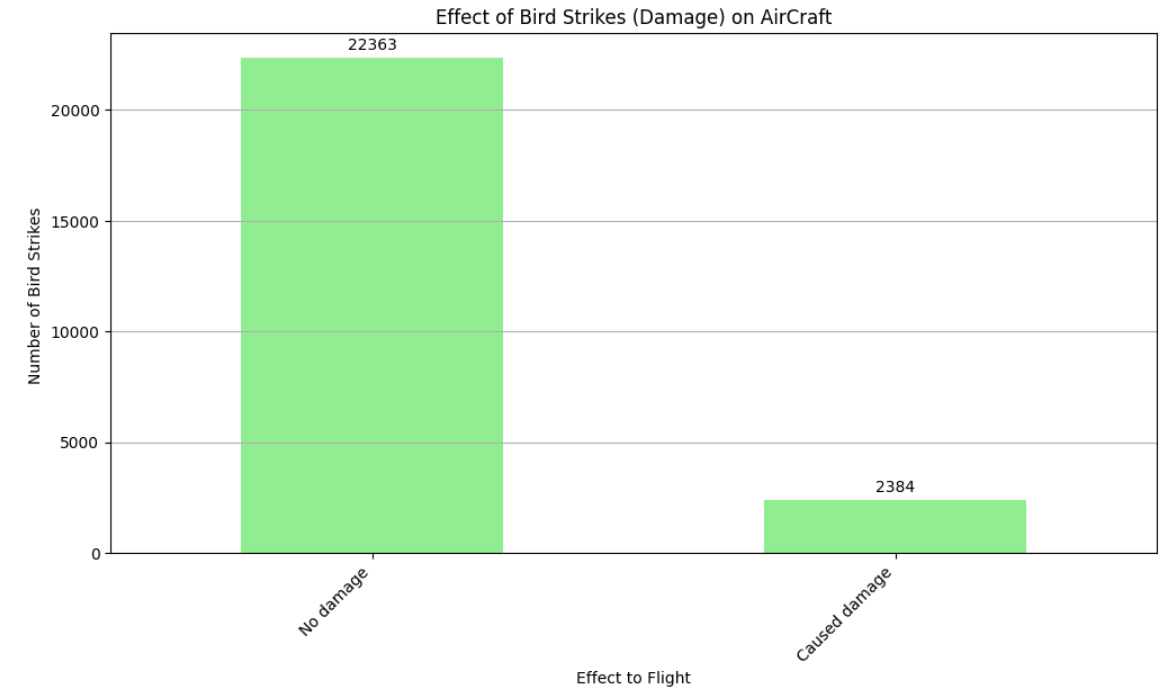 Effect of Bird Strikes (Damage) on AirCraft
22363
20000
15000
10000
5000
0
2384
Number of Bird Strikes
No damage
Caused damage
Effect to Flight